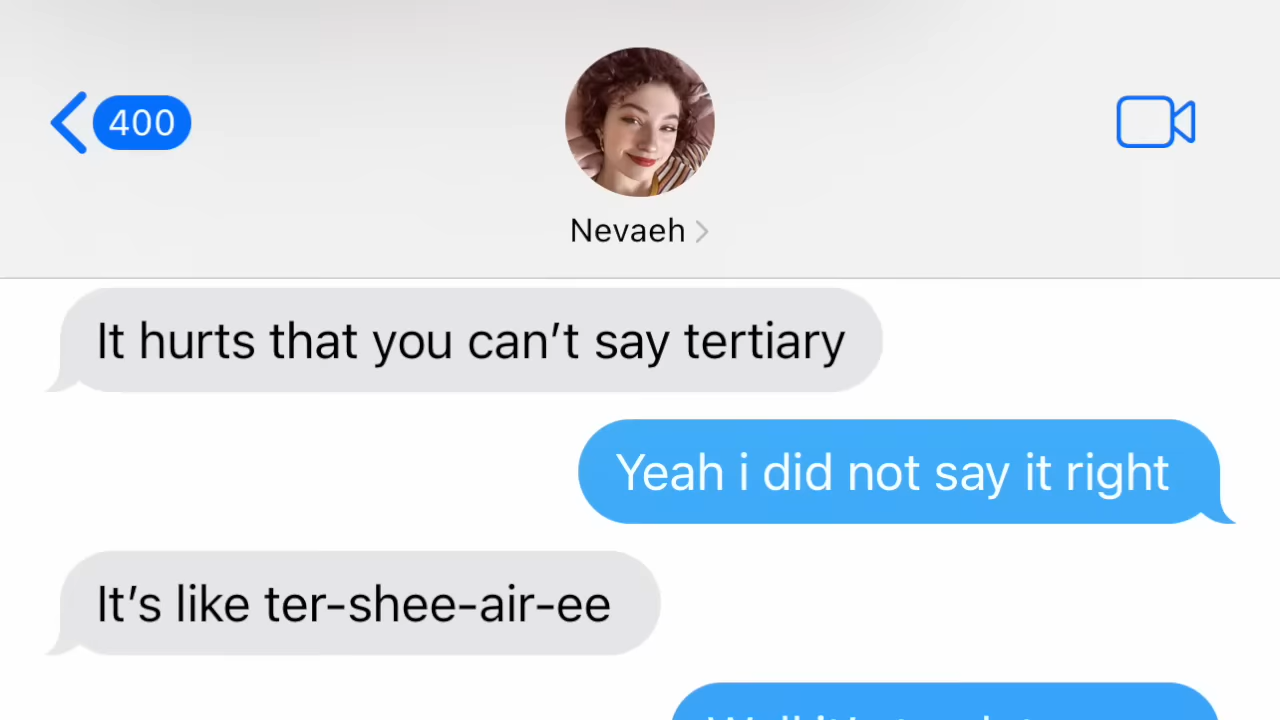 400
Nevaeh
It hurts that you can’t say tertiary
Yeah i did not say it right
It’s like ter-shee-air-ee